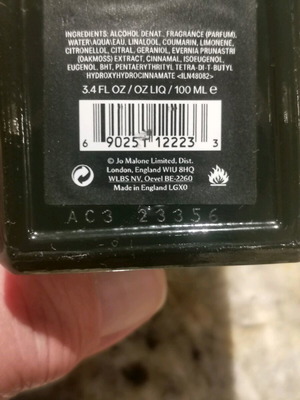 INGREDIENTS: ALCOHOL DENAT., FRAGRANCE (PARFUM),
WATER\AQUA\EAU, LINALOOL, COUMARIN, LIMONENE,
CITRONELLOL, CITRAL, GERANIOL, EVERNIA PRUNASTRI
(OAKMOSS) EXTRACT, CINNAMAL, ISOEUGENOL,
EUGENOL, BHT, PENTAERYTHRITYL TETRA-DI-T-BUTYL
HYDROXYHYDROCINNAMATE <ILN48082>
3.4 FL OZ / OZ LIQ / 100 ML ℮
6 90251 12223 3
© Jo Malone Limited, Dist.
London, England W1U 8HQ
WLBS NV, Oevel BE-2260
Made in England LGX0
AC3 23356